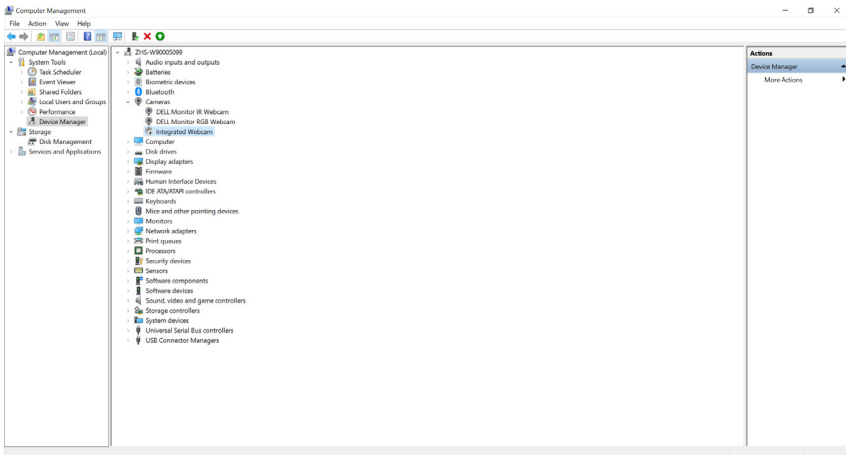 Computer Management
File Action View Help
Computer Management (Local)
System Tools
Task Scheduler
Event Viewer
Shared Folders
Local Users and Groups
Performance
Device Manager
Storage
Disk Management
Services and Applications
ZHS-W90005099
Audio inputs and outputs
Batteries
Biometric devices
Bluetooth
Cameras
DELL Monitor IR Webcam
DELL Monitor RGB Webcam
Integrated Webcam
Computer
Disk drives
Display adapters
Firmware
Human Interface Devices
IDE ATA/ATAPI controllers
Keyboards
Mice and other pointing devices
Monitors
Network adapters
Print queues
Processors
Security devices
Sensors
Software components
Software devices
Sound, video and game controllers
Storage controllers
System devices
Universal Serial Bus controllers
USB Connector Managers
Actions
Device Manager
More Actions